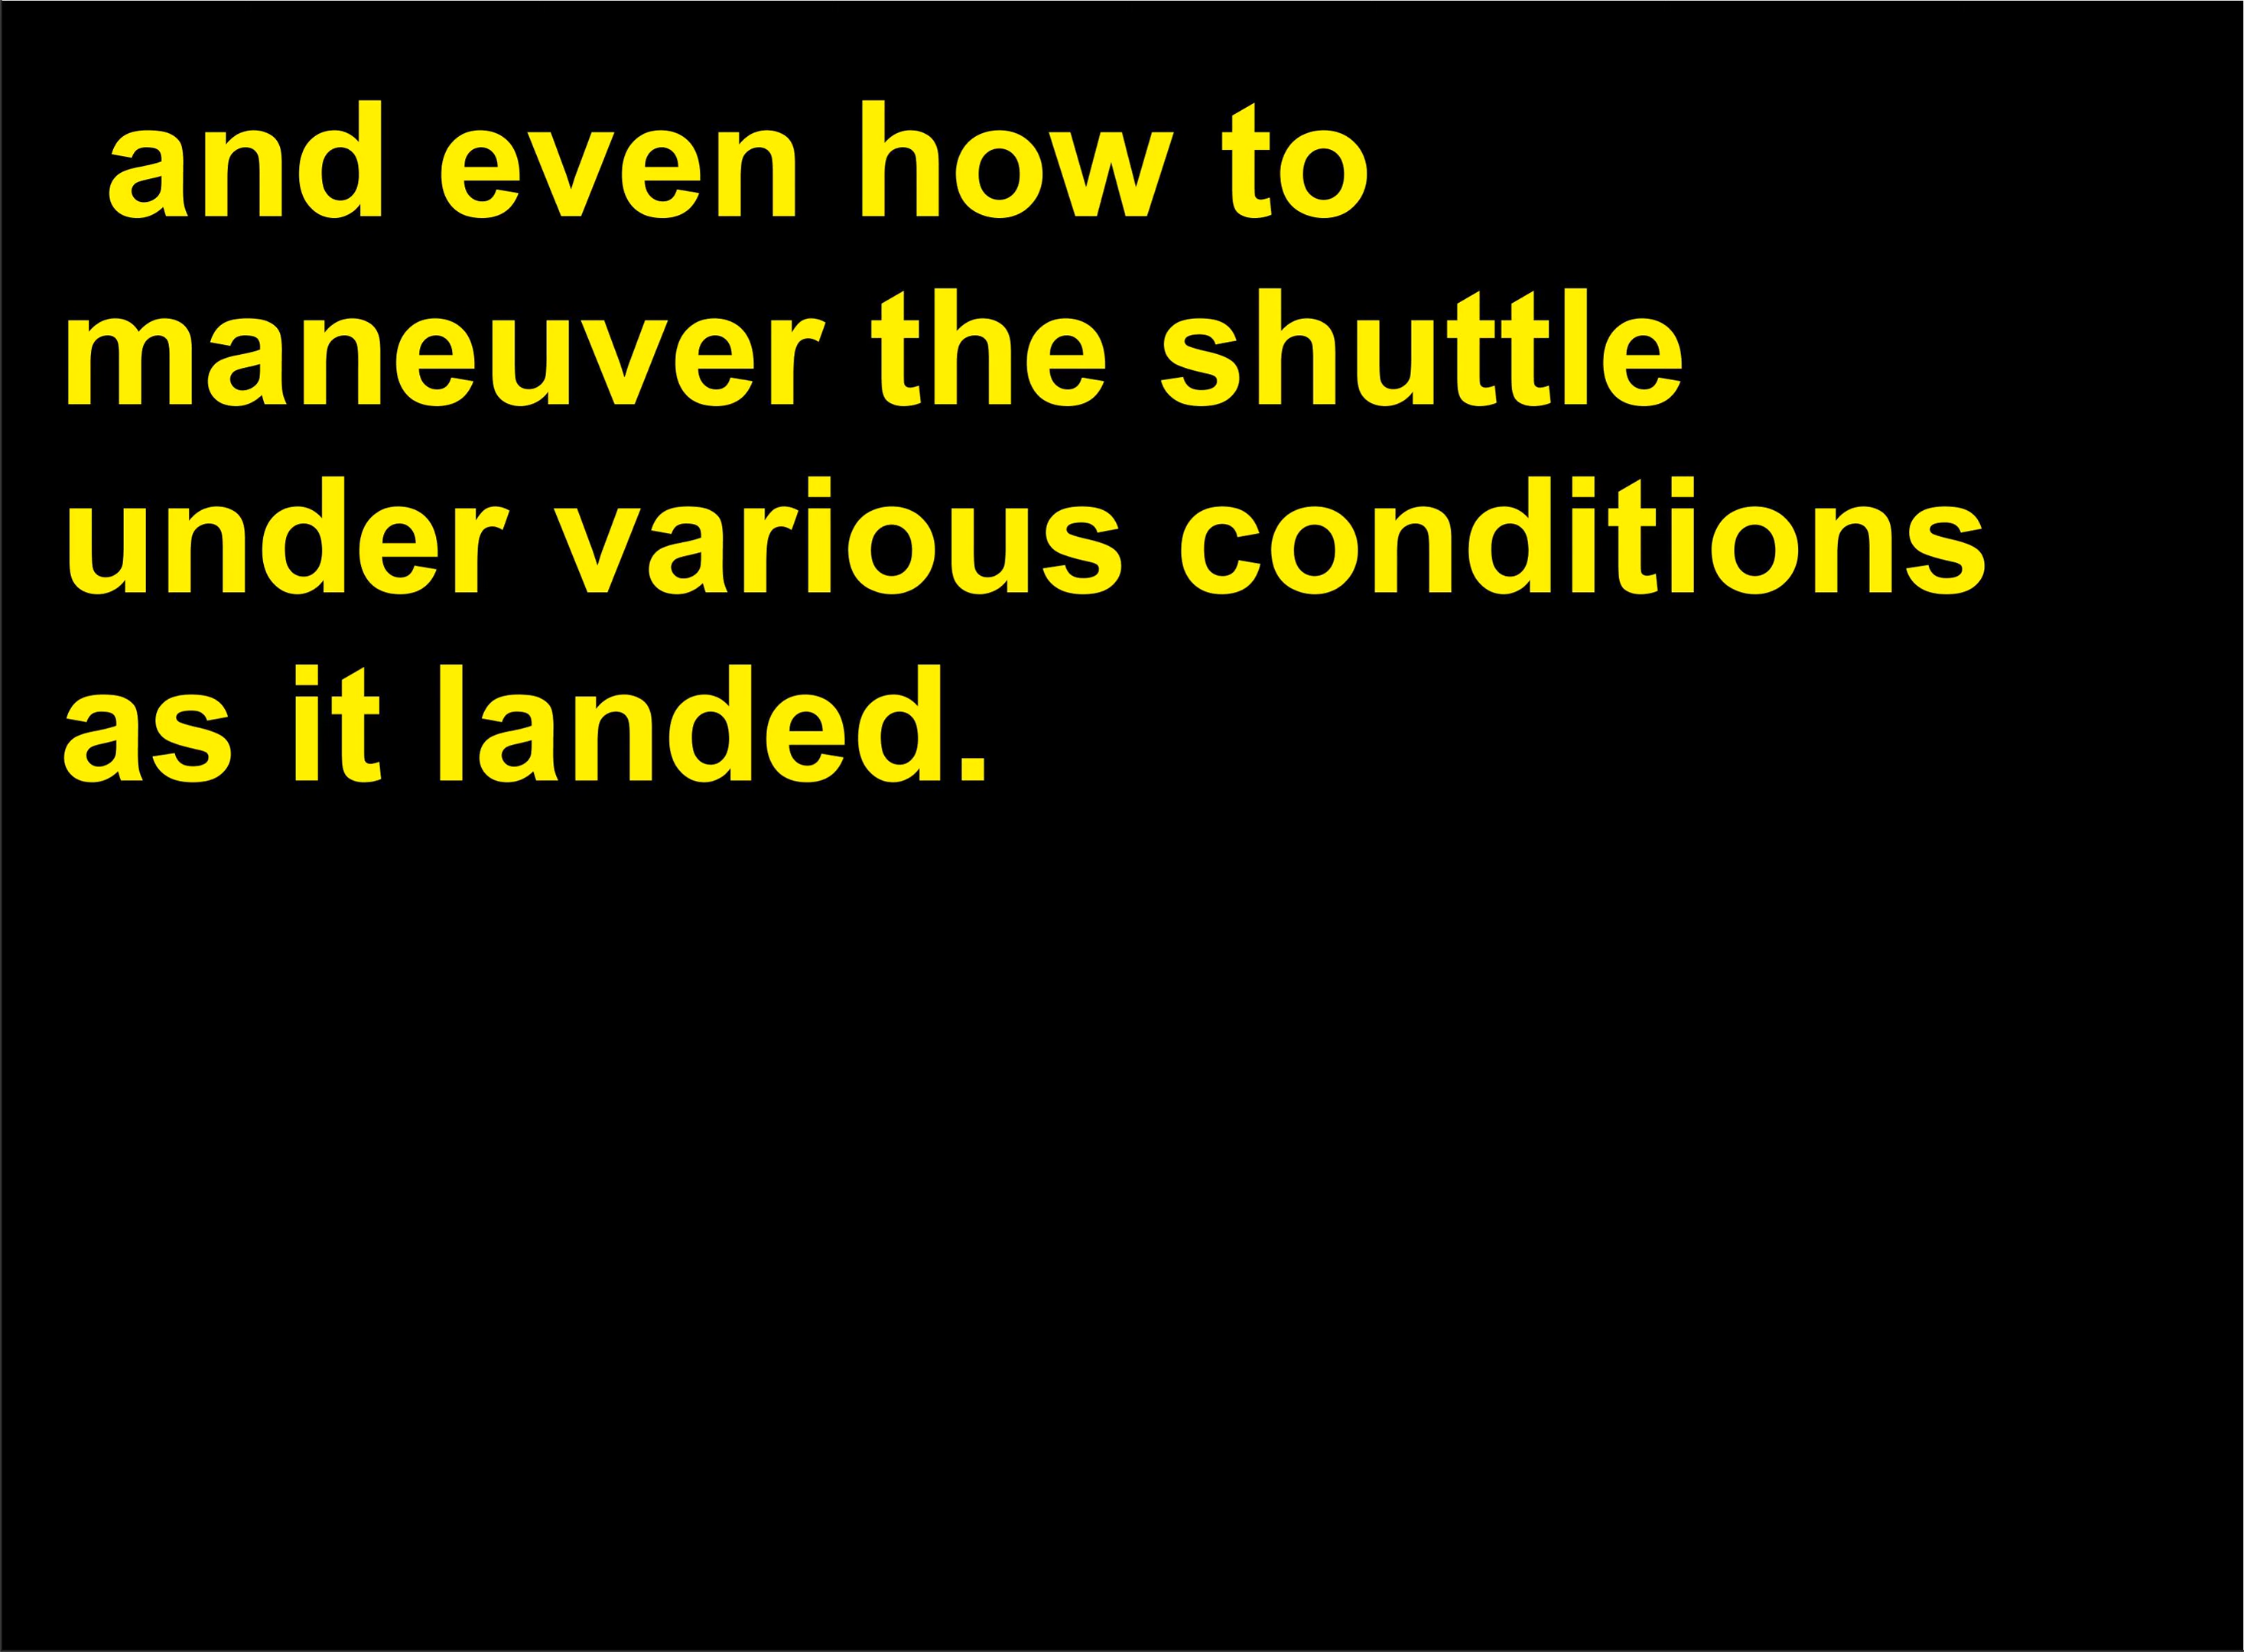 and even how to
maneuver the shuttle
under various conditions
as it landed.